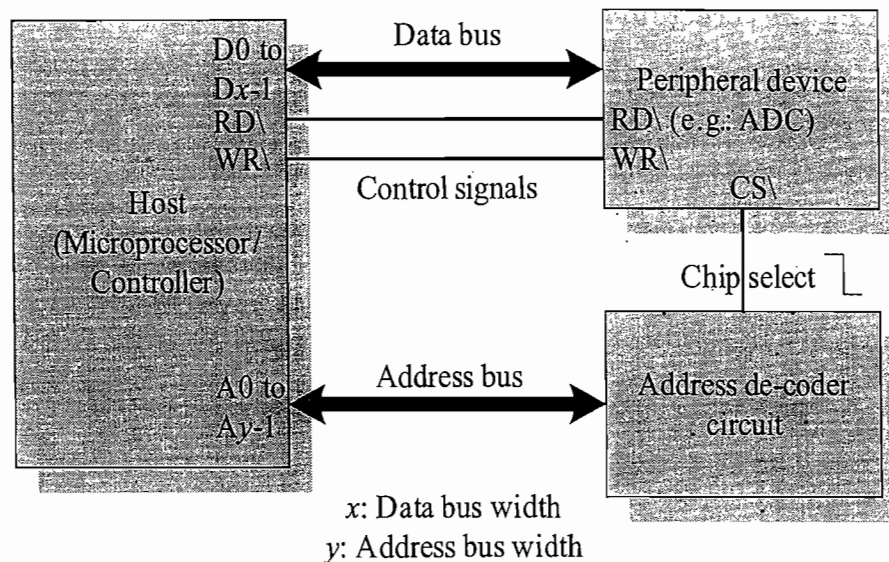 D0 to
Dx-1
RD\
WR\
Host
(Microprocessor/
Controller)
A0 to
Ay-1
Data bus
Control signals
Address bus
Peripheral device
RD\ (e.g.: ADC)
WR\
CS\
Chip select
Address de-coder
circuit
x: Data bus width
y: Address bus width